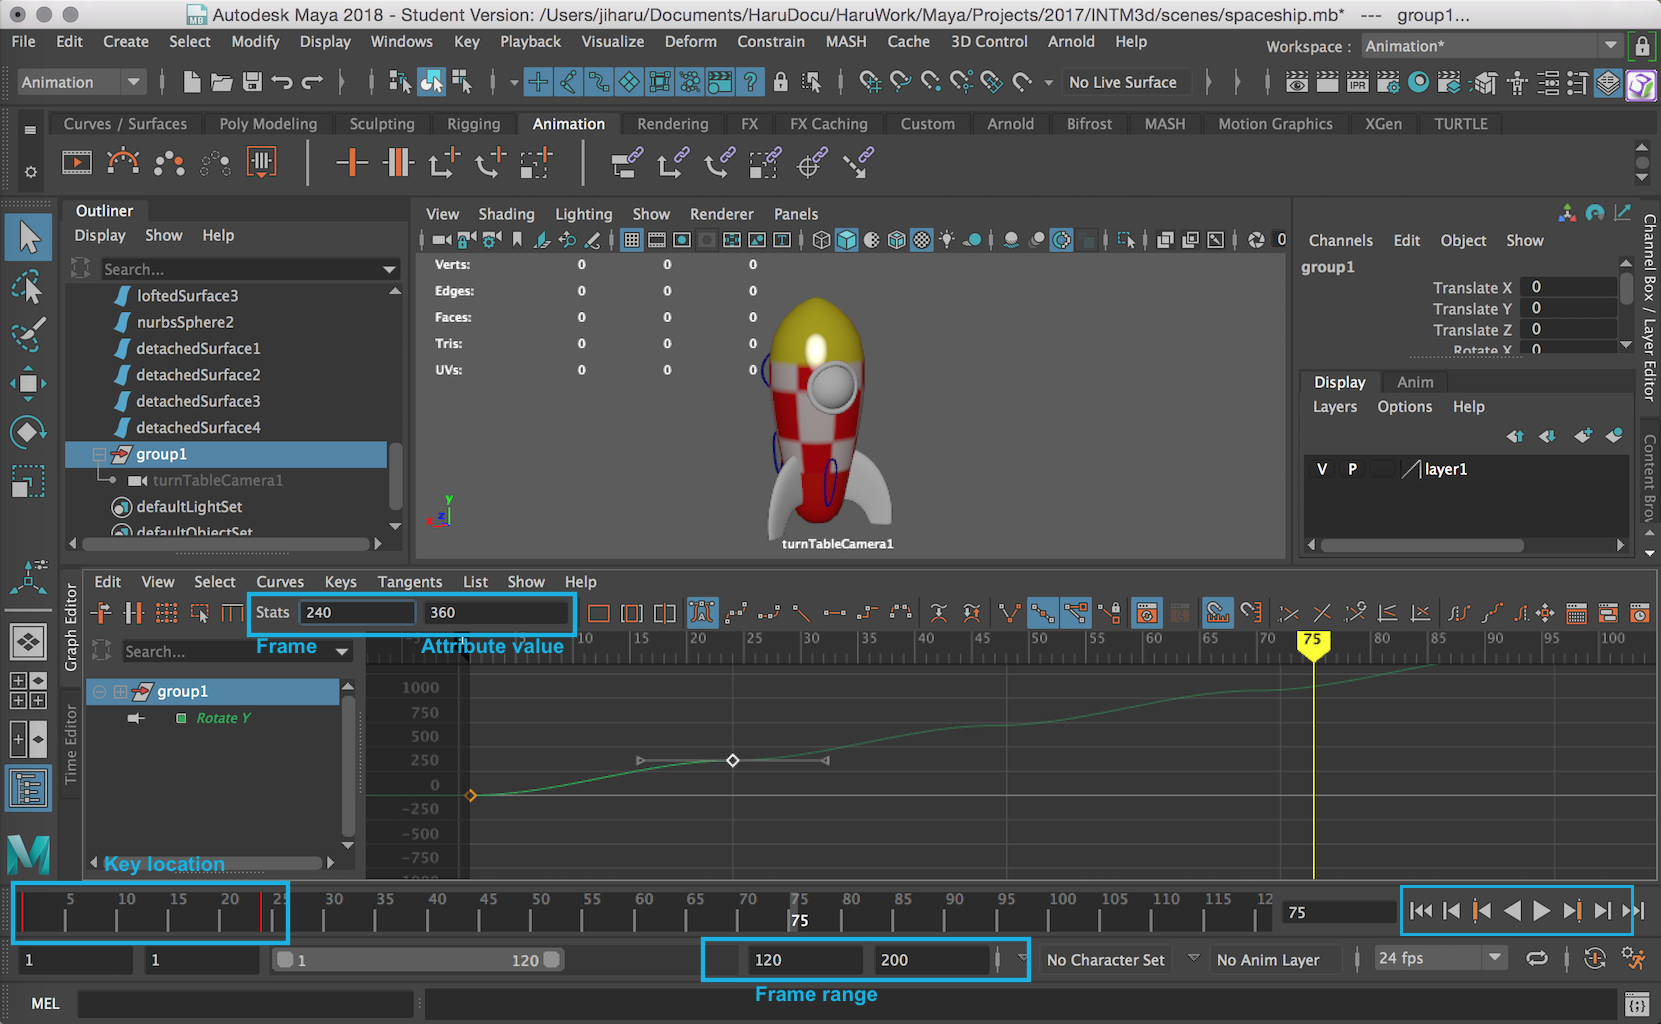 Autodesk Maya 2018 - Student Version: /Users/jiharu/Documents/HaruDocu/HaruWork/Maya/Projects/2017/INTM3d/scenes/spaceship.mb*   ---   group1...
File Edit Create Select Modify Display Windows Key Playback Visualize Deform Constrain MASH Cache 3D Control Arnold Help Workspace : Animation*
Animation No Live Surface
Curves / Surfaces Poly Modeling Sculpting Rigging Animation Rendering FX FX Caching Custom Arnold Bifrost MASH Motion Graphics XGen TURTLE
Outliner
Display Show Help
Search...
loftedSurface3
nurbsSphere2
detachedSurface1
detachedSurface2
detachedSurface3
detachedSurface4
group1
turnTableCamera1
defaultLightSet
defaultObjectSet
View Shading Lighting Show Renderer Panels
0
Verts: 0 0 0
Edges: 0 0 0
Faces: 0 0 0
Tris: 0 0 0
UVs: 0 0 0
y
z
x
turnTableCamera1
Channels Edit Object Show
group1
Translate X 0
Translate Y 0
Translate Z 0
Rotate X 0
Display Anim
Layers Options Help
V P layer1
Channel Box / Layer Editor
Content Brow
Graph Editor
Time Editor
Edit View Select Curves Keys Tangents List Show Help
Stats 240 360
Frame Attribute value
Search...
group1
Rotate Y
5 10 15 20 25 30 35 40 45 50 55 60 65 70 75 80 85 90 95 100
1000
750
500
250
0
-250
-500
-750
Key location
5 10 15 20 25 30 35 40 45 50 55 60 65 70 75 80 85 90 95 100 105 110 115 12
75
75
1 1 1 120 120 200 No Character Set No Anim Layer 24 fps
Frame range
MEL